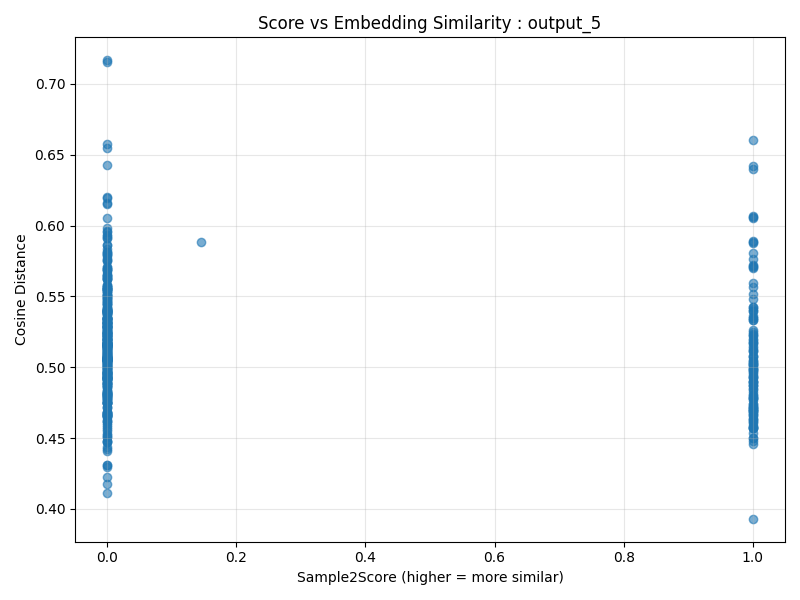 Score vs Embedding Similarity : output_5
Cosine Distance
0.70
0.65
0.60
0.55
0.50
0.45
0.40
0.0 0.2 0.4 0.6 0.8 1.0
Sample2Score (higher = more similar)